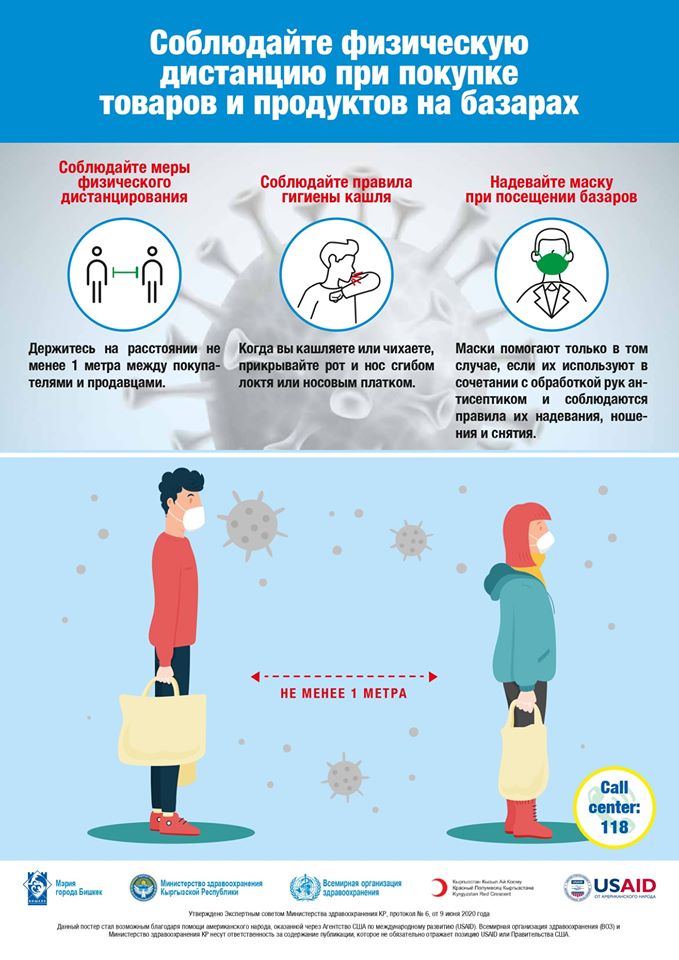 Соблюдайте физическую
дистанцию при покупке
товаров и продуктов на базарах
Соблюдайте меры
физического
дистанцирования
Держитесь на расстоянии не
менее 1 метра между покупа-
телями и продавцами.
Соблюдайте правила
гигиены кашля
Когда вы кашляете или чихаете,
прикрывайте рот и нос сгибом
локтя или носовым платком.
Надевайте маску
при посещении базаров
Маски помогают только в том
случае, если их используют в
сочетании с обработкой рук ан-
тисептиком и соблюдаются
правила их надевания, ноше-
ния и снятия.
НЕ МЕНЕЕ 1 МЕТРА
Call
center:
118
Мэрия
города Бишкек
Министерство здравоохранения
Кыргызской Республики
Всемирная организация
здравоохранения
Кыргызстан Кызыл Ай Коому
Красный Полумесяц Кыргызстана
Kyrgyzstan Red Crescent
USAID
ОТ АМЕРИКАНСКОГО НАРОДА
Утверждено Экспертным советом Министерства здравоохранения КР, протокол № 6, от 9 июня 2020 года
Данный постер стал возможным благодаря помощи американского народа, оказанной через Агентство США по международному развитию (USAID). Всемирная организация здравоохранения (ВОЗ) и
Министерство здравоохранения КР несут ответственность за содержание публикации, которое не обязательно отражает позицию USAID или Правительства США.